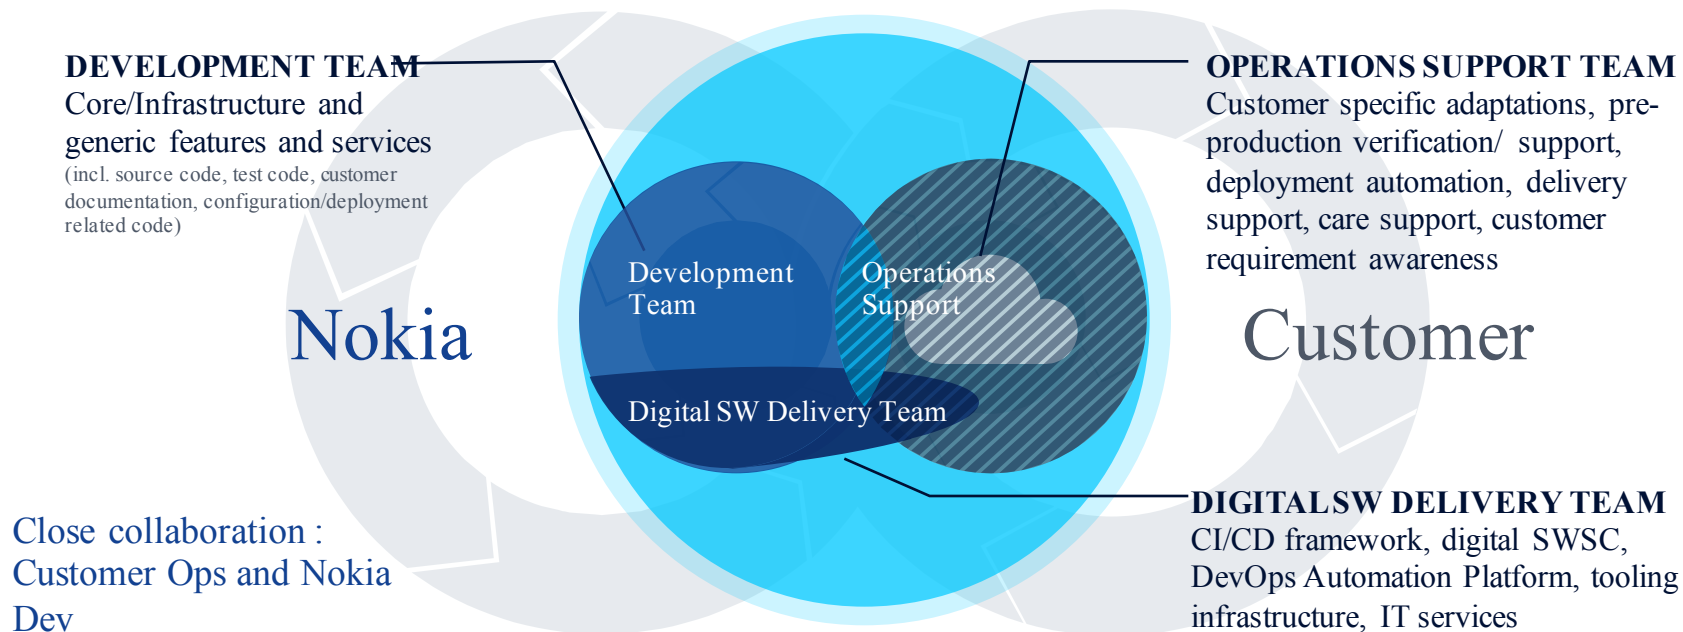 DEVELOPMENT TEAM
Core/Infrastructure and
generic features and services
(incl. source code, test code, customer
documentation, configuration/deployment
related code)
OPERATIONS SUPPORT TEAM
Customer specific adaptations, pre-
production verification/ support,
deployment automation, delivery
support, care support, customer
requirement awareness
Development
Team
Operations
Support
Nokia
Customer
Digital SW Delivery Team
Close collaboration :
Customer Ops and Nokia
Dev
DIGITAL SW DELIVERY TEAM
CI/CD framework, digital SWSC,
DevOps Automation Platform, tooling
infrastructure, IT services